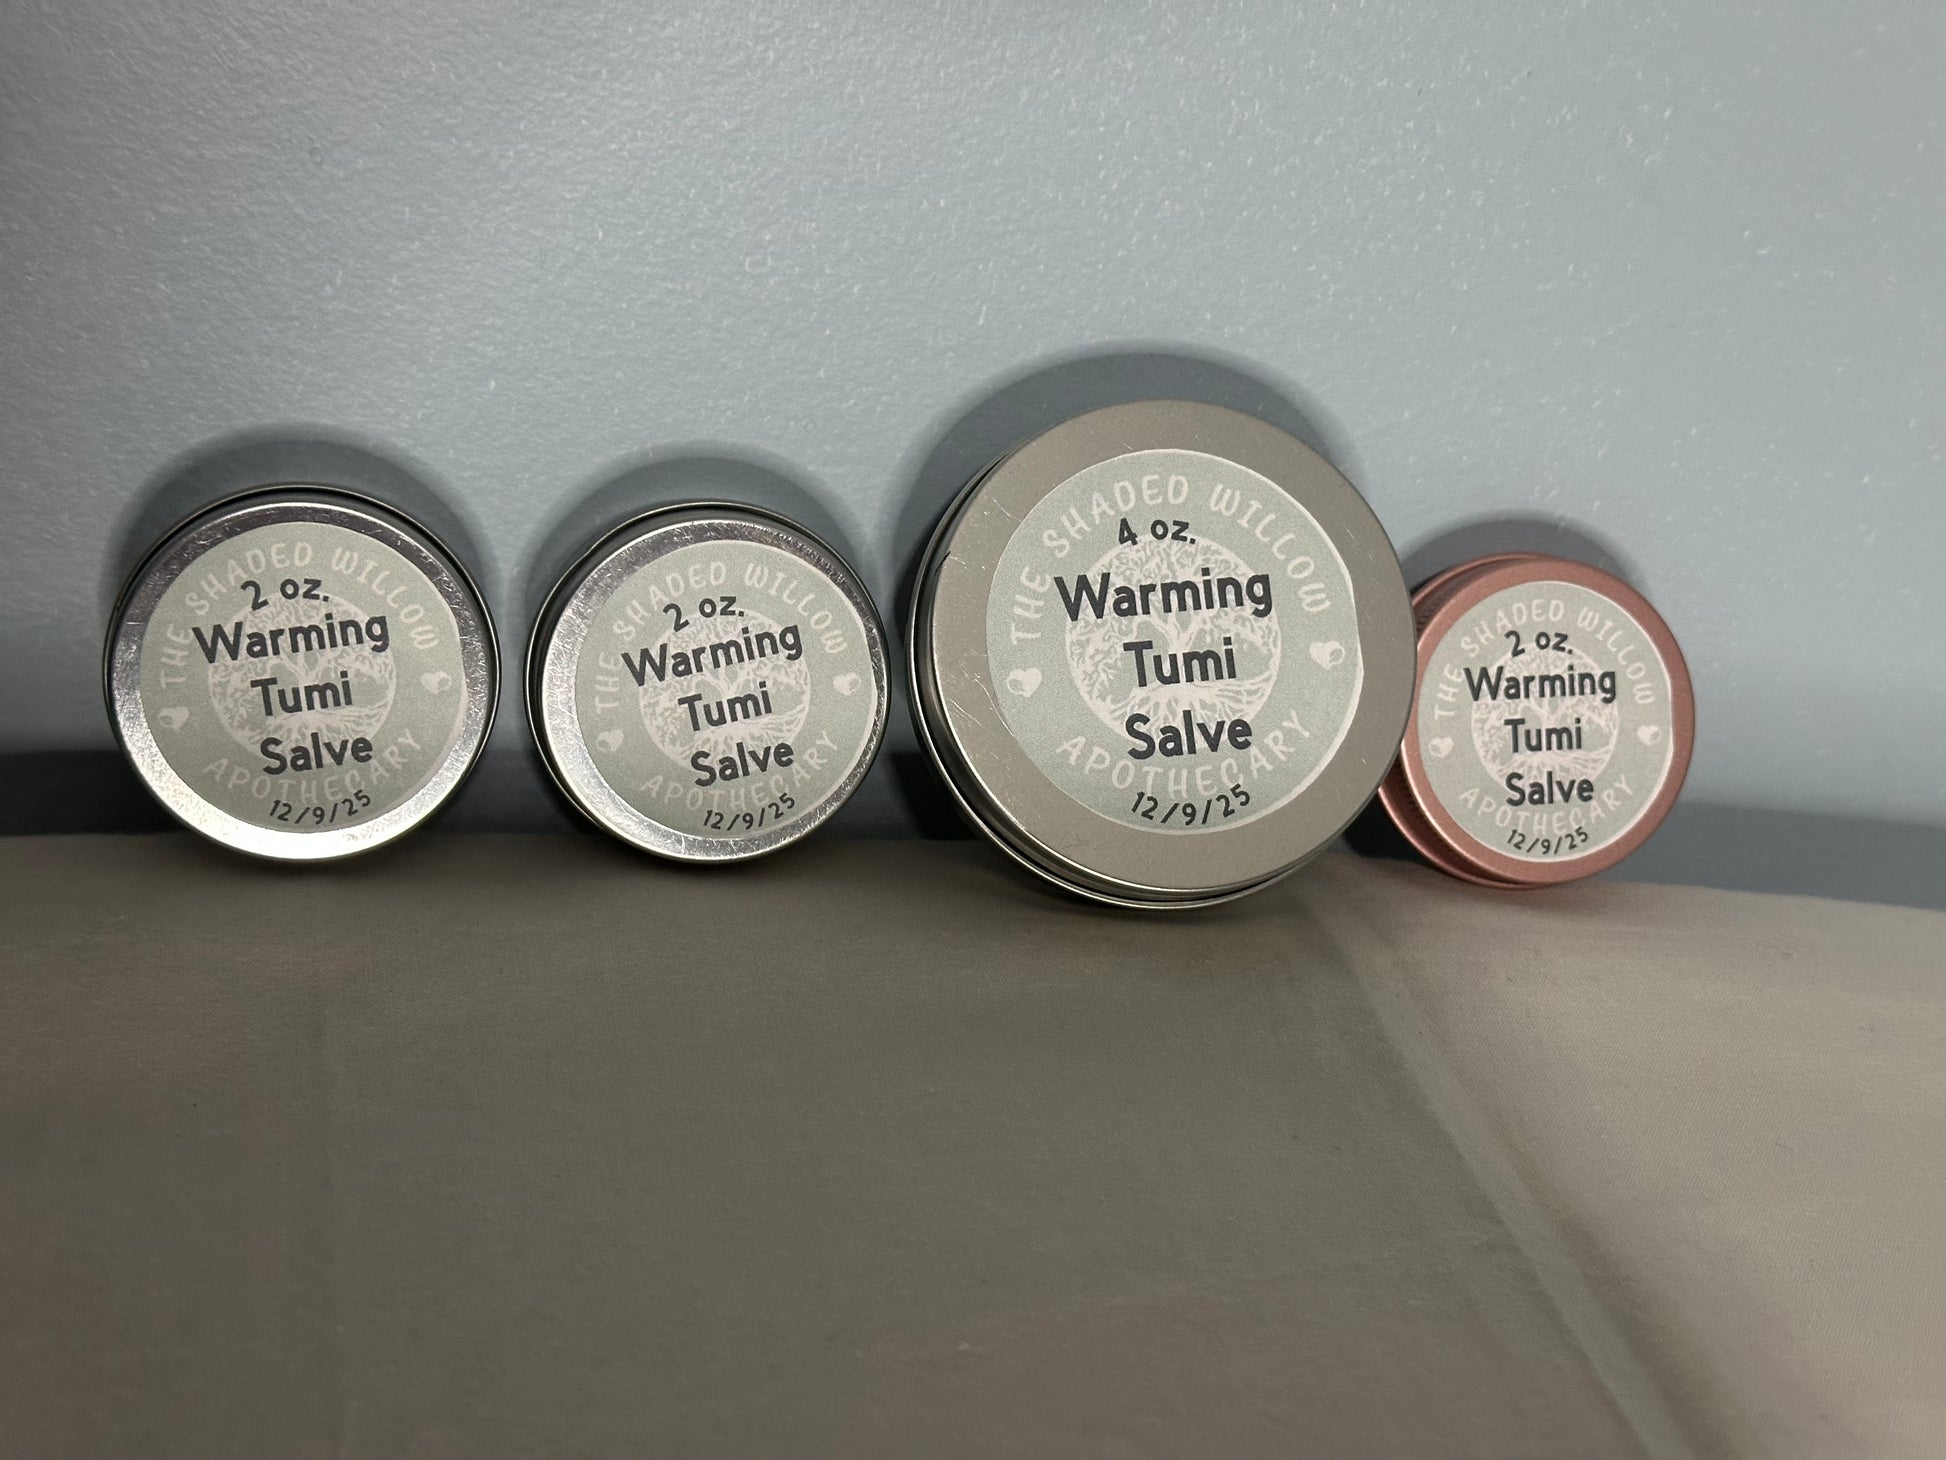 THE SHADED WILLOW
2 oz.
Warming
Tumi
Salve
APOTHECARY
12/9/25
THE SHADED WILLOW
2 oz.
Warming
Tumi
Salve
APOTHECARY
12/9/25
THE SHADED WILLOW
4 oz.
Warming
Tumi
Salve
APOTHECARY
12/9/25
THE SHADED WILLOW
2 oz.
Warming
Tumi
Salve
APOTHECARY
12/9/25